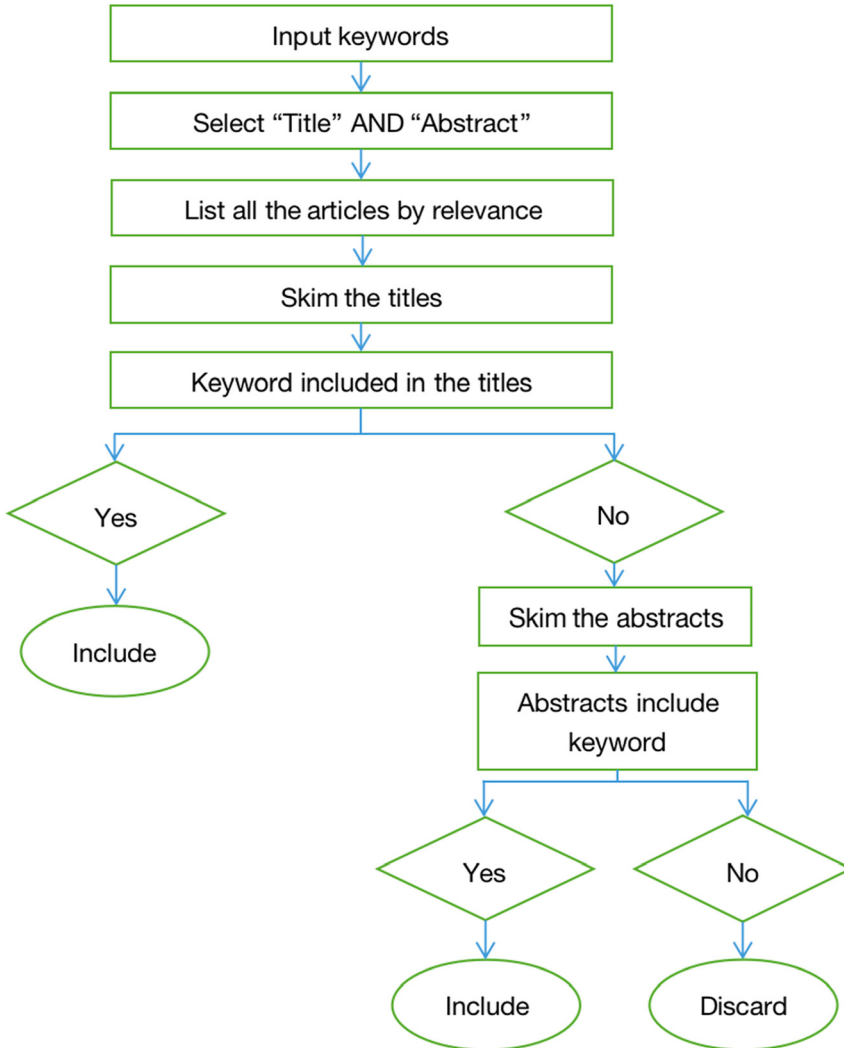 Input keywords
Select “Title” AND “Abstract”
List all the articles by relevance
Skim the titles
Keyword included in the titles
Yes
No
Include
Skim the abstracts
Abstracts include
keyword
Yes
No
Include
Discard